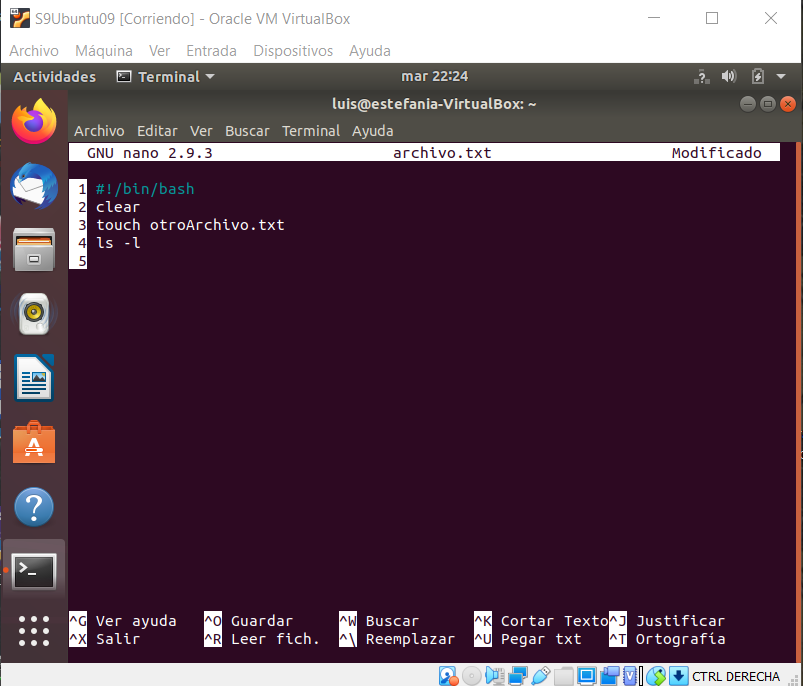 S9Ubuntu09 [Corriendo] - Oracle VM VirtualBox
Archivo Máquina Ver Entrada Dispositivos Ayuda
Actividades Terminal mar 22:24
luis@estefania-VirtualBox: ~
Archivo Editar Ver Buscar Terminal Ayuda
GNU nano 2.9.3 archivo.txt Modificado
1 #!/bin/bash
2 clear
3 touch otroArchivo.txt
4 ls -l
5
^G Ver ayuda ^O Guardar ^W Buscar ^K Cortar Texto ^J Justificar
^X Salir ^R Leer fich. ^\ Reemplazar ^U Pegar txt ^T Ortografía
CTRL DERECHA